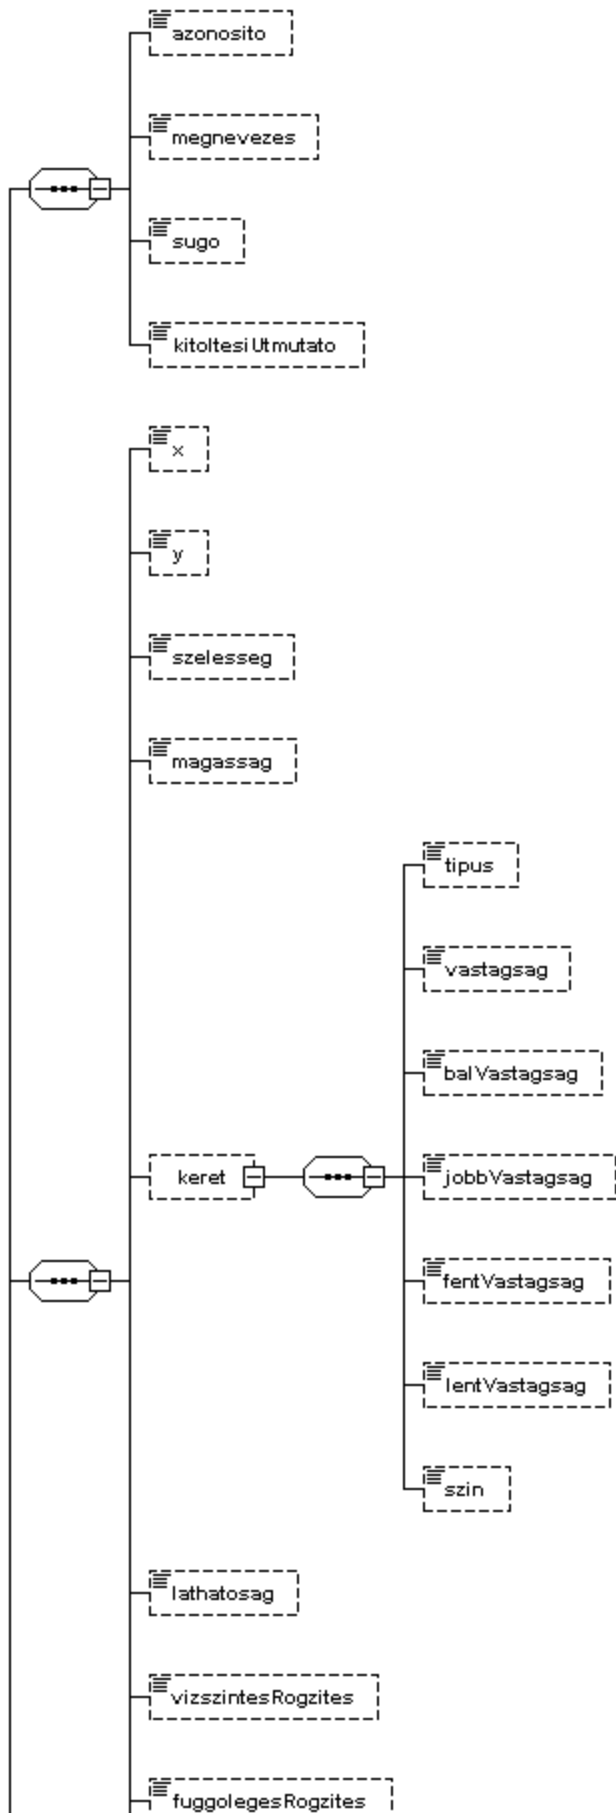 azonosito
megnevezes
sugo
kitoltesiUtmutato
x
y
szelesseg
magassag
tipus
vastagsag
balVastagsag
keret
jobbVastagsag
fentVastagsag
lentVastagsag
szin
lathatosag
vizszintesRogzites
fuggolegesRogzites